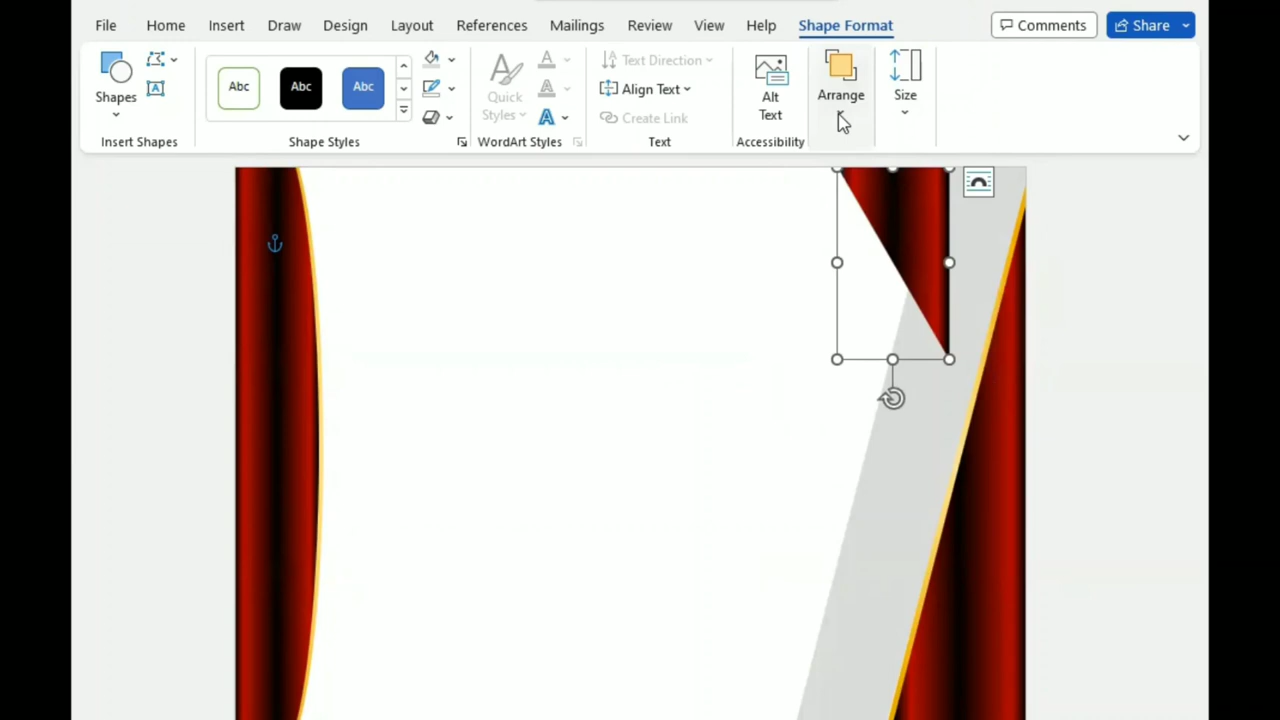 File Home Insert Draw Design Layout References Mailings Review View Help Shape Format Comments Share
Shapes
Insert Shapes
Abc Abc Abc
Shape Styles
Quick
Styles
WordArt Styles
Text Direction
Align Text
Create Link
Text
Alt
Text
Accessibility
Arrange
Size